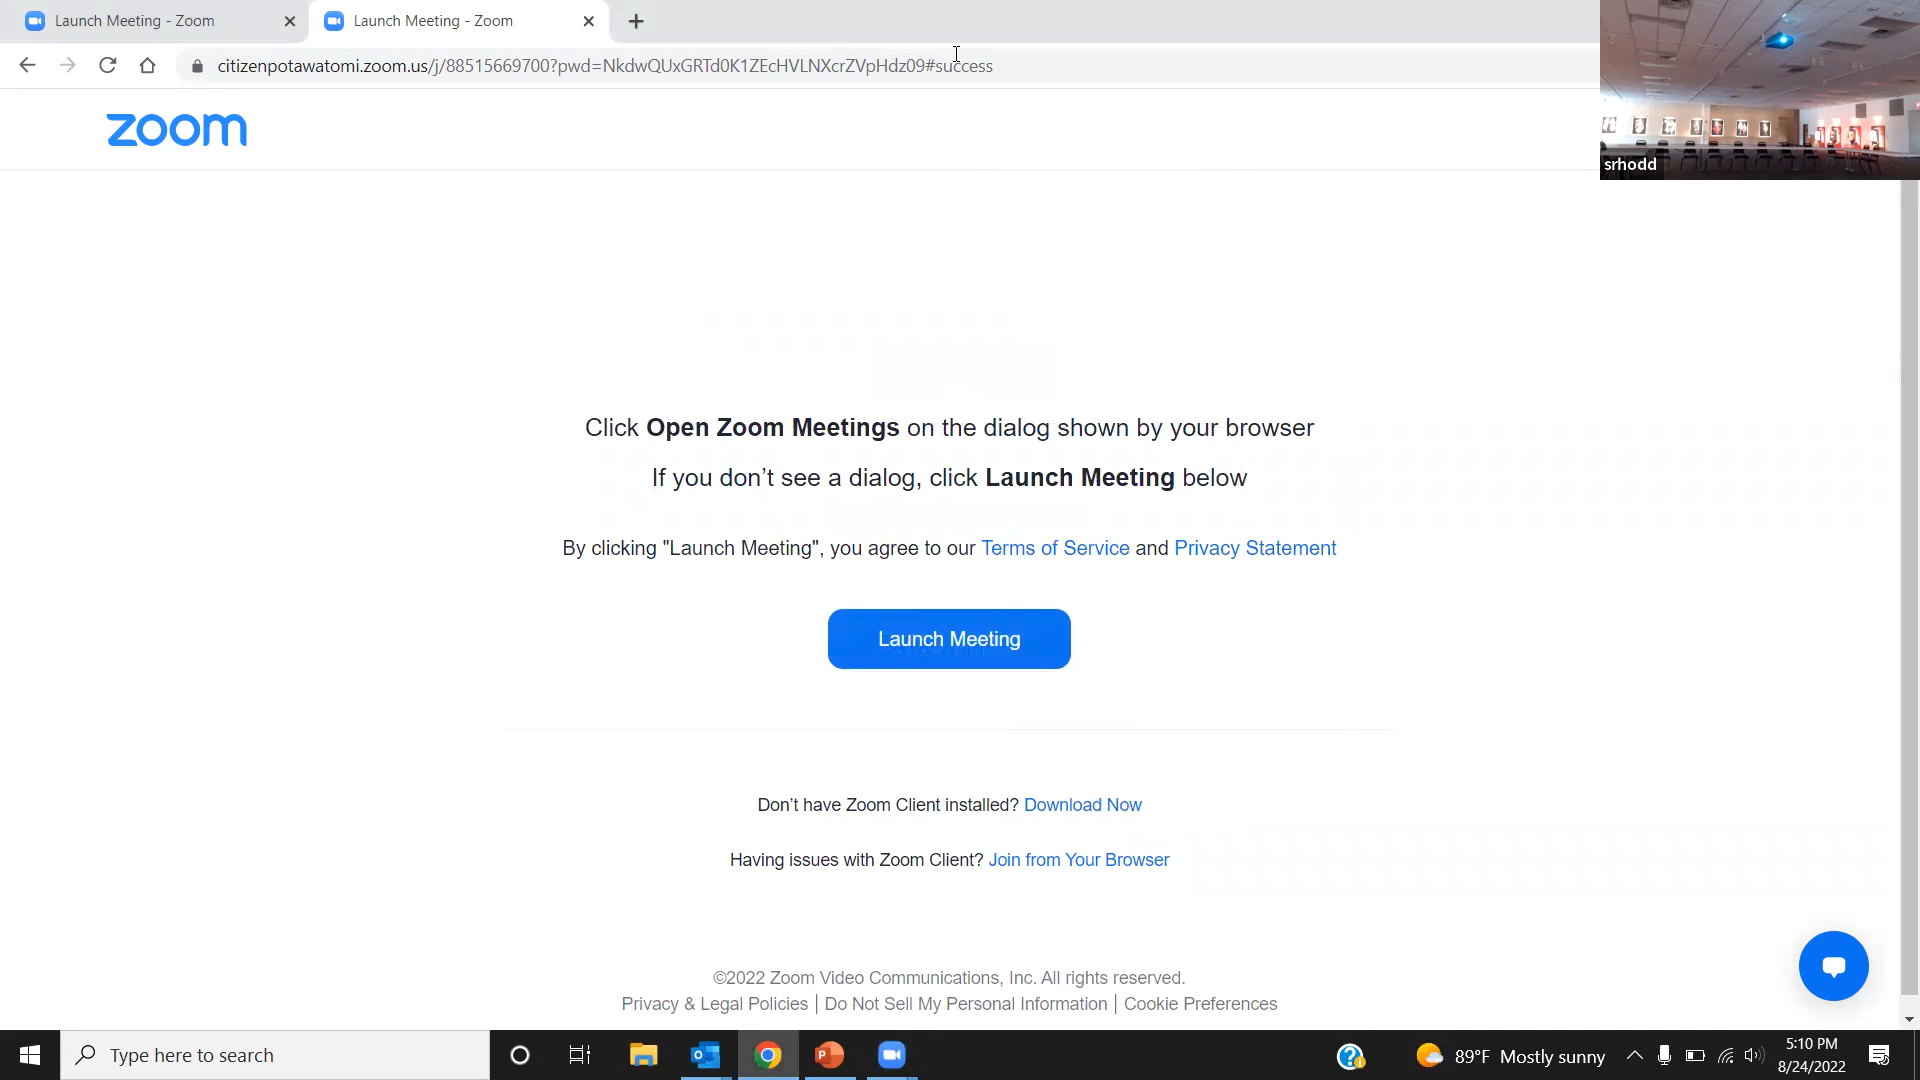 Launch Meeting - Zoom
Launch Meeting - Zoom
citizenpotawatomi.zoom.us/j/88515669700?pwd=NkdwQUxGRTd0K1ZEcHVLNXcrZVpHdz09#success
zoom
srhodd
Click Open Zoom Meetings on the dialog shown by your browser
If you don’t see a dialog, click Launch Meeting below
By clicking "Launch Meeting", you agree to our Terms of Service and Privacy Statement
Launch Meeting
Don’t have Zoom Client installed? Download Now
Having issues with Zoom Client? Join from Your Browser
©2022 Zoom Video Communications, Inc. All rights reserved.
Privacy & Legal Policies | Do Not Sell My Personal Information | Cookie Preferences
Type here to search
89°F Mostly sunny
5:10 PM
8/24/2022